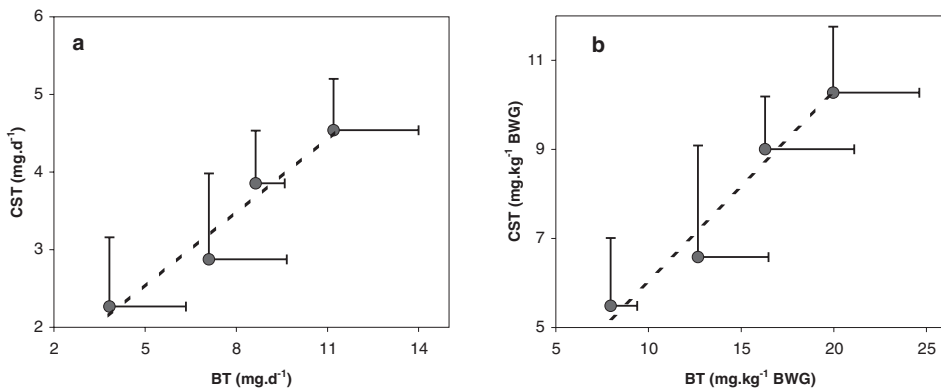 a
6
5
4
3
2
CST (mg.d⁻¹)
2 5 8 11 14
BT (mg.d⁻¹)
b
11
9
7
5
CST (mg.kg⁻¹ BWG)
5 10 15 20 25
BT (mg.kg⁻¹ BWG)